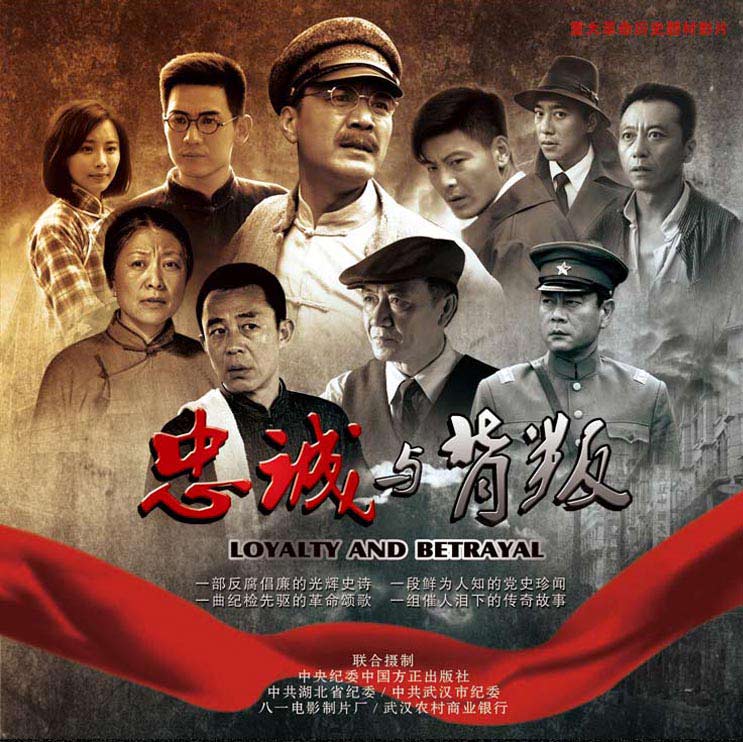 重大革命历史题材影片
忠诚与背叛
LOYALTY AND BETRAYAL
一部反腐倡廉的光辉史诗 一段鲜为人知的党史珍闻
一曲纪检先驱的革命颂歌 一组催人泪下的传奇故事
联合摄制
中央纪委中国方正出版社
中共湖北省纪委/中共武汉市纪委
八一电影制片厂/武汉农村商业银行